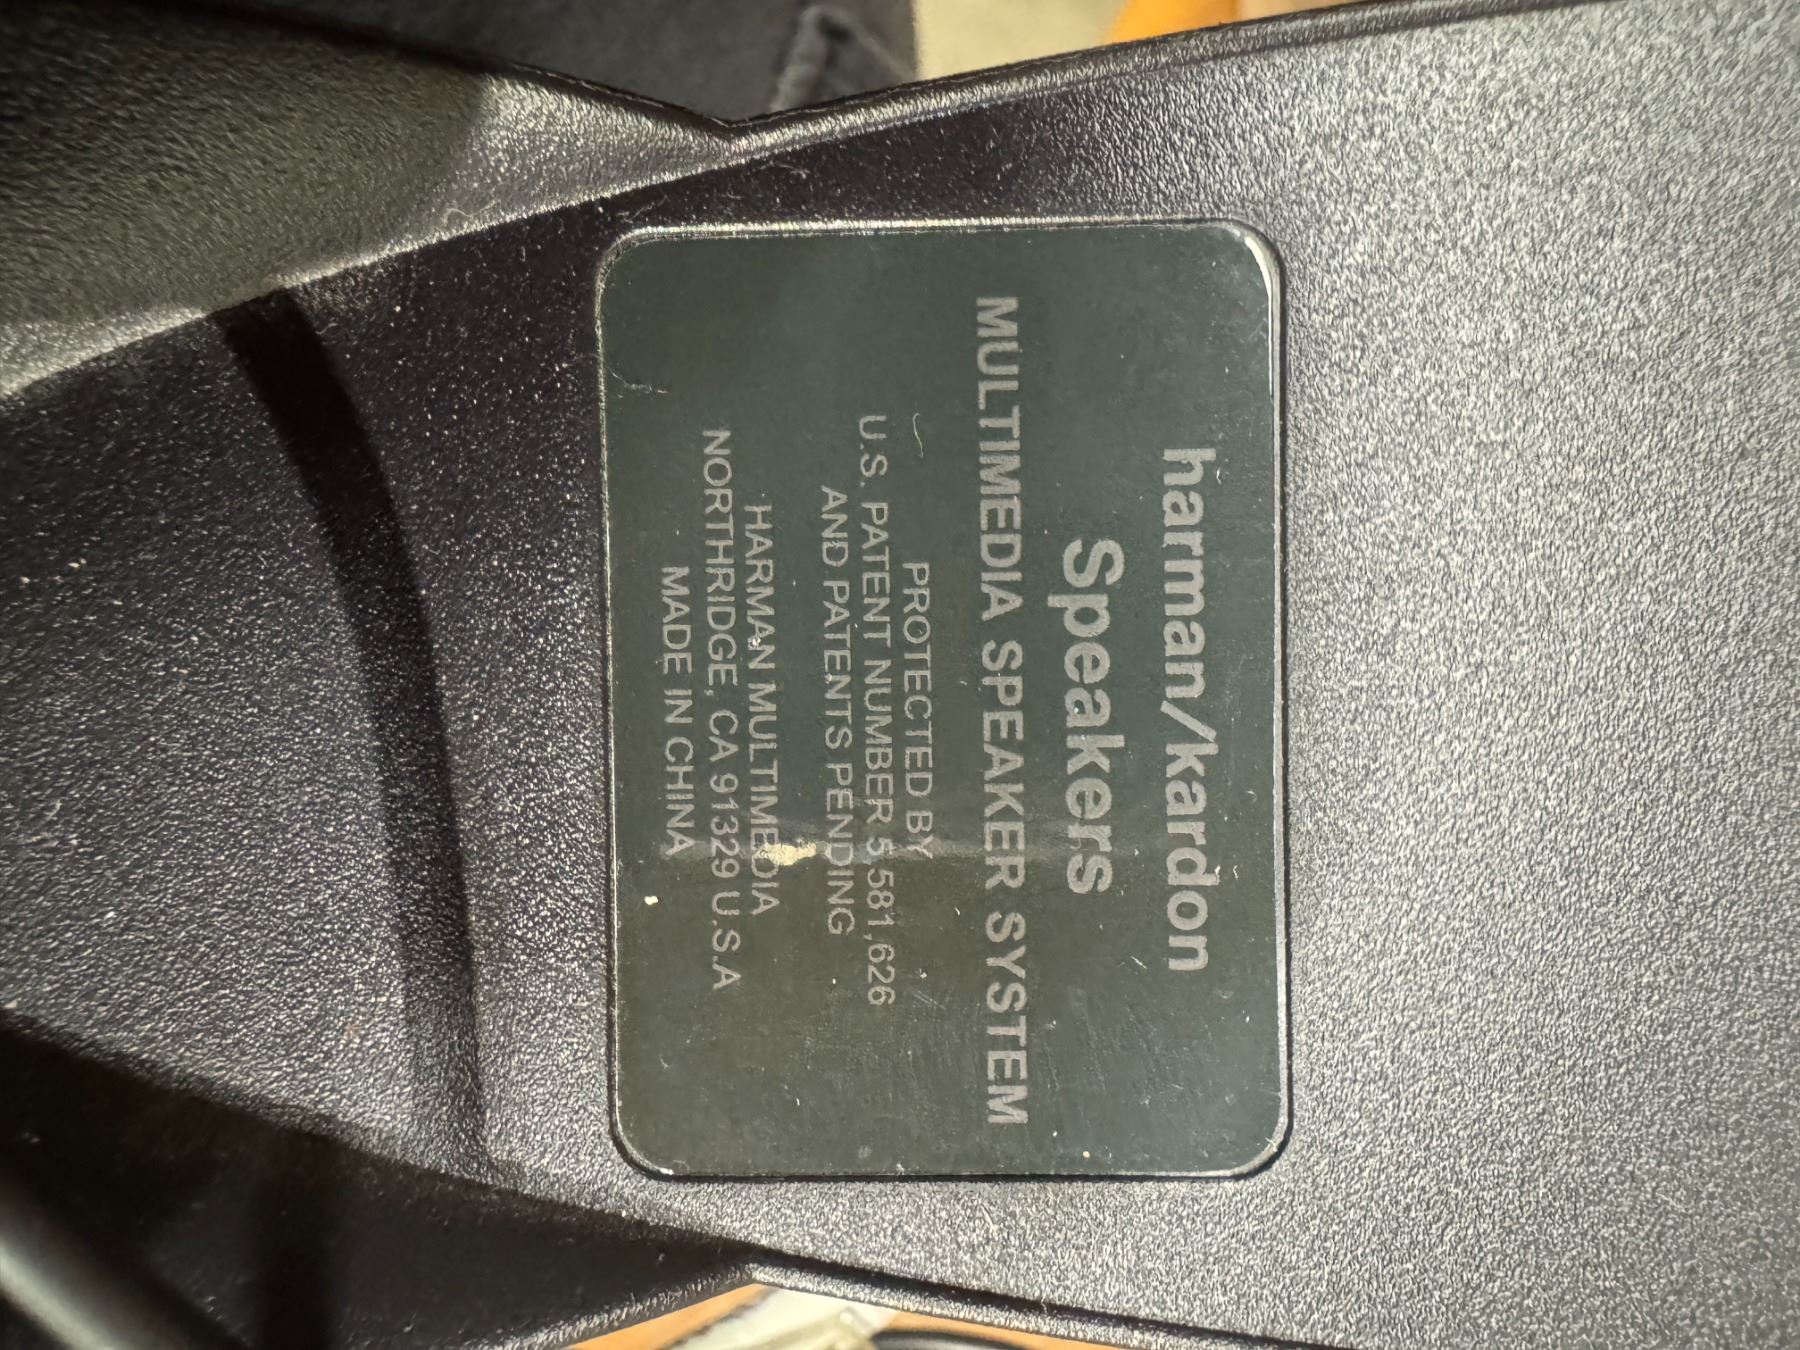 harman/kardon
Speakers
MULTIMEDIA SPEAKER SYSTEM
PROTECTED BY
U.S. PATENT NUMBER 5,581,626
AND PATENTS PENDING
HARMAN MULTIMEDIA
NORTHRIDGE, CA 91329 U.S.A
MADE IN CHINA